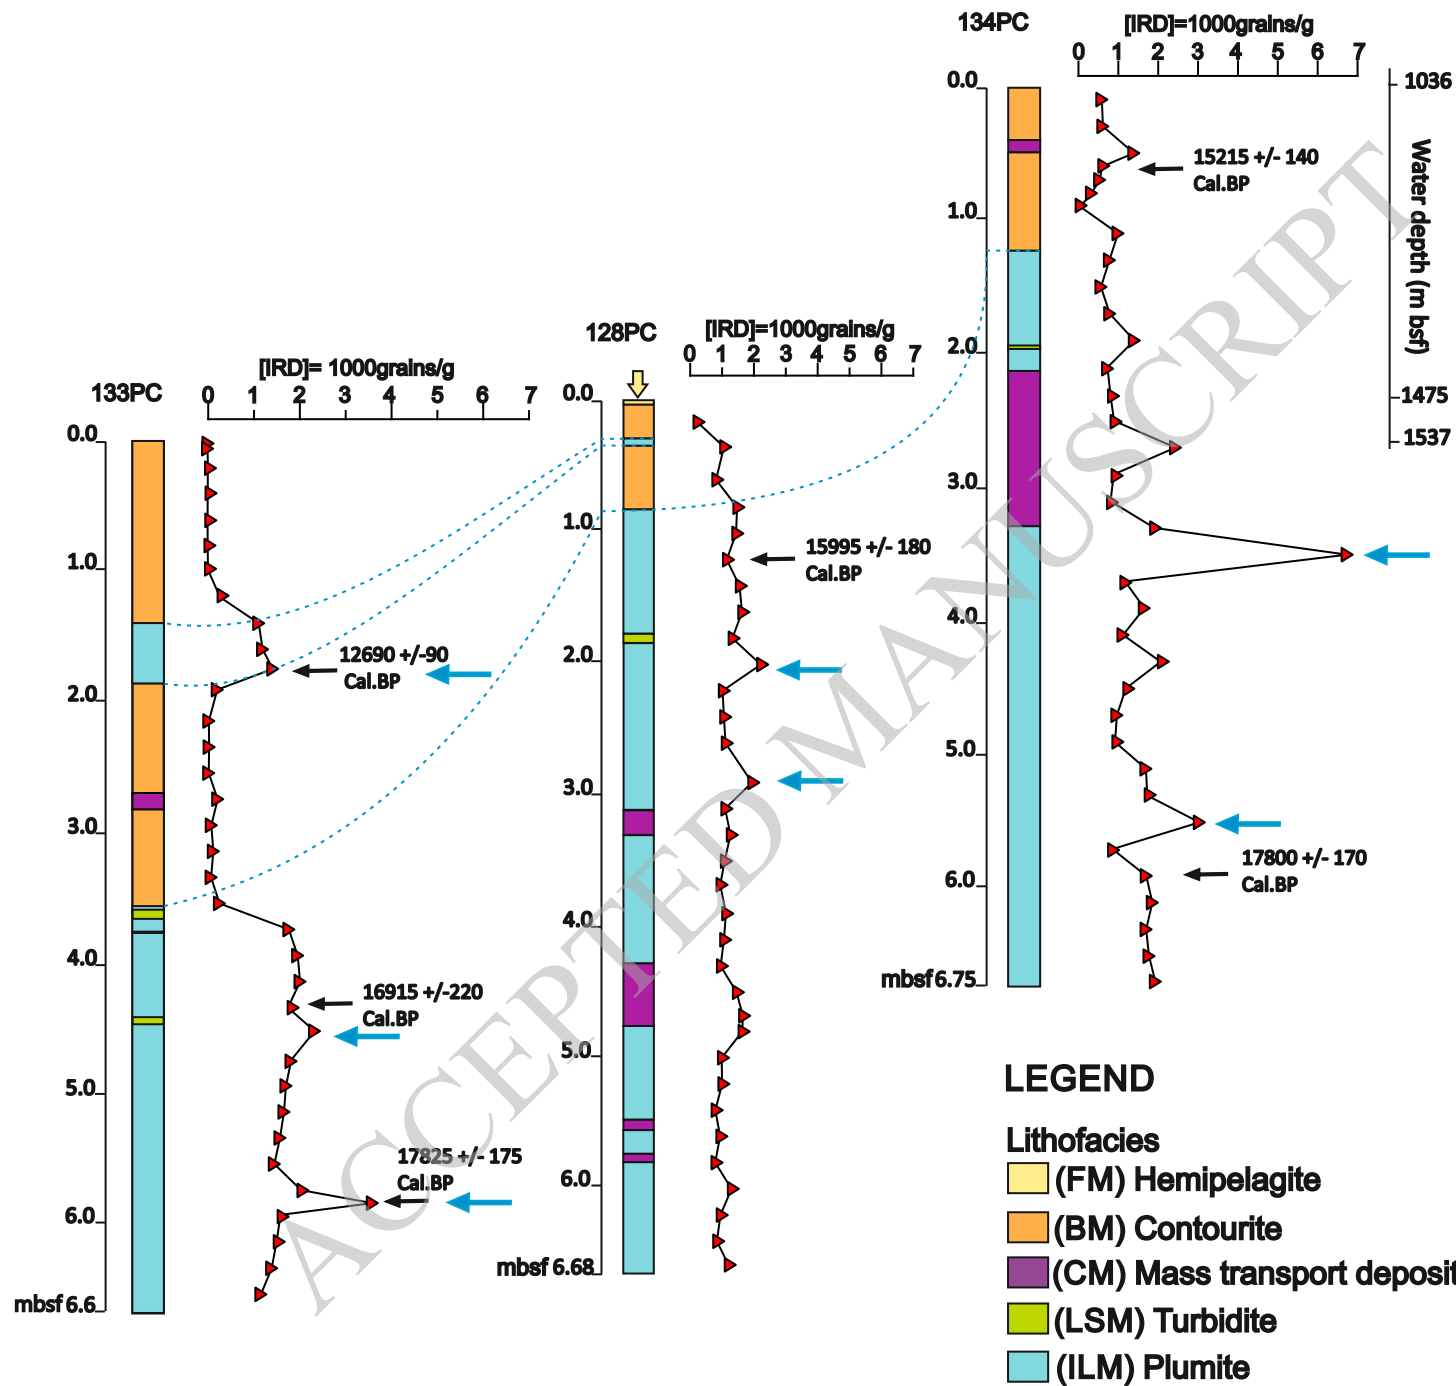 134PC
[IRD]=1000grains/g
0 1 2 3 4 5 6 7
0.0
1.0
2.0
3.0
4.0
5.0
6.0
mbsf 6.75
15215 +/- 140
Cal.BP
17800 +/- 170
Cal.BP
1036
1475
1537
Water depth (m bsf)
128PC
[IRD]=1000grains/g
0 1 2 3 4 5 6 7
0.0
1.0
2.0
3.0
4.0
5.0
6.0
mbsf 6.68
15995 +/- 180
Cal.BP
133PC
[IRD]= 1000grains/g
0 1 2 3 4 5 6 7
0.0
1.0
2.0
3.0
4.0
5.0
6.0
mbsf 6.6
12690 +/-90
Cal.BP
16915 +/-220
Cal.BP
17825 +/- 175
Cal.BP
ACCEPTED MANUSCRIPT
LEGEND
Lithofacies
(FM) Hemipelagite
(BM) Contourite
(CM) Mass transport deposit
(LSM) Turbidite
(ILM) Plumite